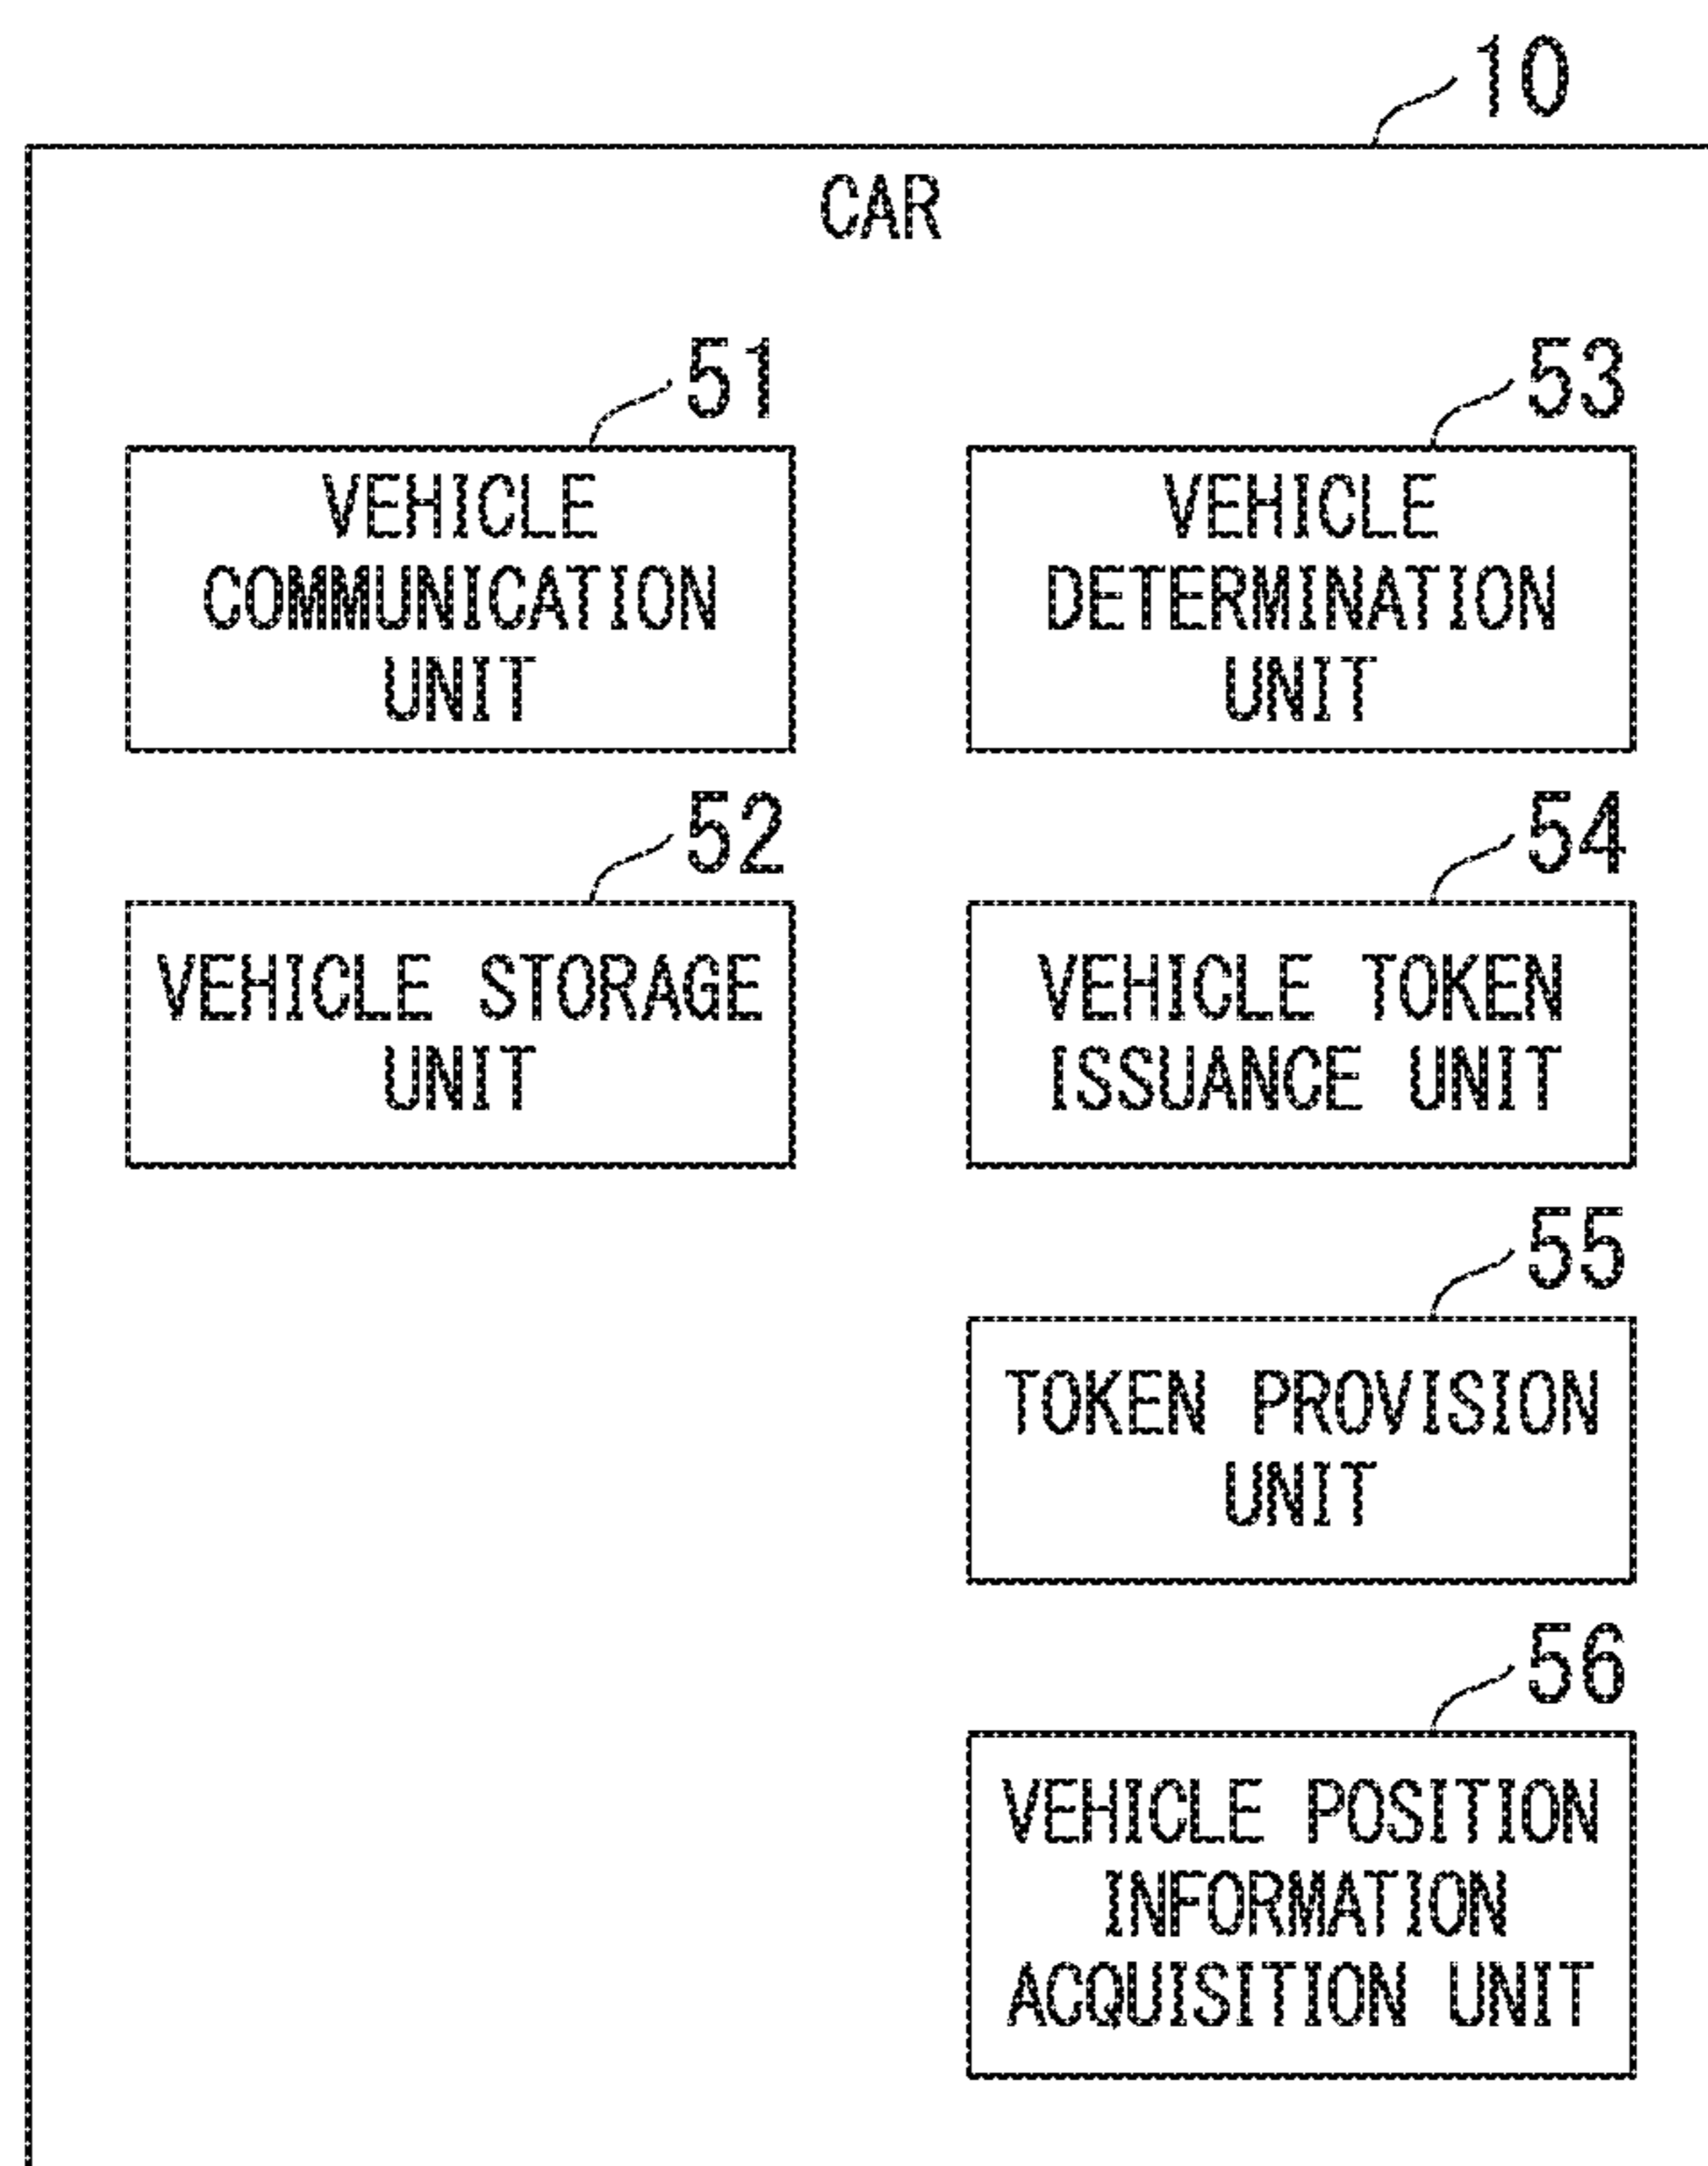 10
CAR
51
VEHICLE
COMMUNICATION
UNIT
52
VEHICLE STORAGE
UNIT
53
VEHICLE
DETERMINATION
UNIT
54
VEHICLE TOKEN
ISSUANCE UNIT
55
TOKEN PROVISION
UNIT
56
VEHICLE POSITION
INFORMATION
ACQUISITION UNIT